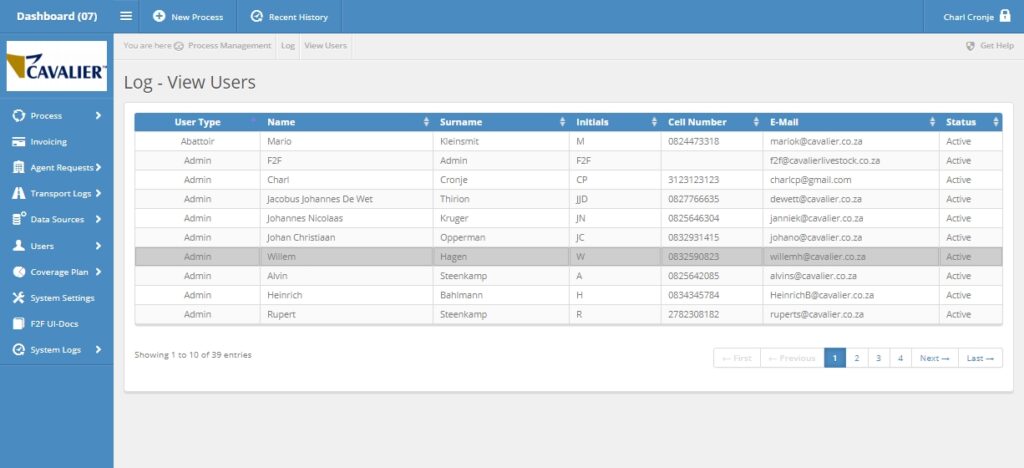 Dashboard (07) New Process Recent History Charl Cronje
You are here Process Management Log View Users Get Help
CAVALIER™
Log - View Users
Process
Invoicing
Agent Requests
Transport Logs
Data Sources
Users
Coverage Plan
System Settings
F2F UI-Docs
System Logs
User Type Name Surname Initials Cell Number E-Mail Status
Abattoir Mario Kleinsmit M 0824473318 mariok@cavalier.co.za Active
Admin F2F Admin F2F f2f@cavalierlivestock.co.za Active
Admin Charl Cronje CP 3123123123 charlcp@gmail.com Active
Admin Jacobus Johannes De Wet Thirion JJD 0827766635 dewett@cavalier.co.za Active
Admin Johannes Nicolaas Kruger JN 0825646304 janniek@cavalier.co.za Active
Admin Johan Christiaan Opperman JC 0832931415 johano@cavalier.co.za Active
Admin Willem Hagen W 0832590823 willemh@cavalier.co.za Active
Admin Alvin Steenkamp A 0825642085 alvins@cavalier.co.za Active
Admin Heinrich Bahlmann H 0834345784 HeinrichB@cavalier.co.za Active
Admin Rupert Steenkamp R 2782308182 ruperts@cavalier.co.za Active
Showing 1 to 10 of 39 entries
← First ← Previous 1 2 3 4 Next → Last →